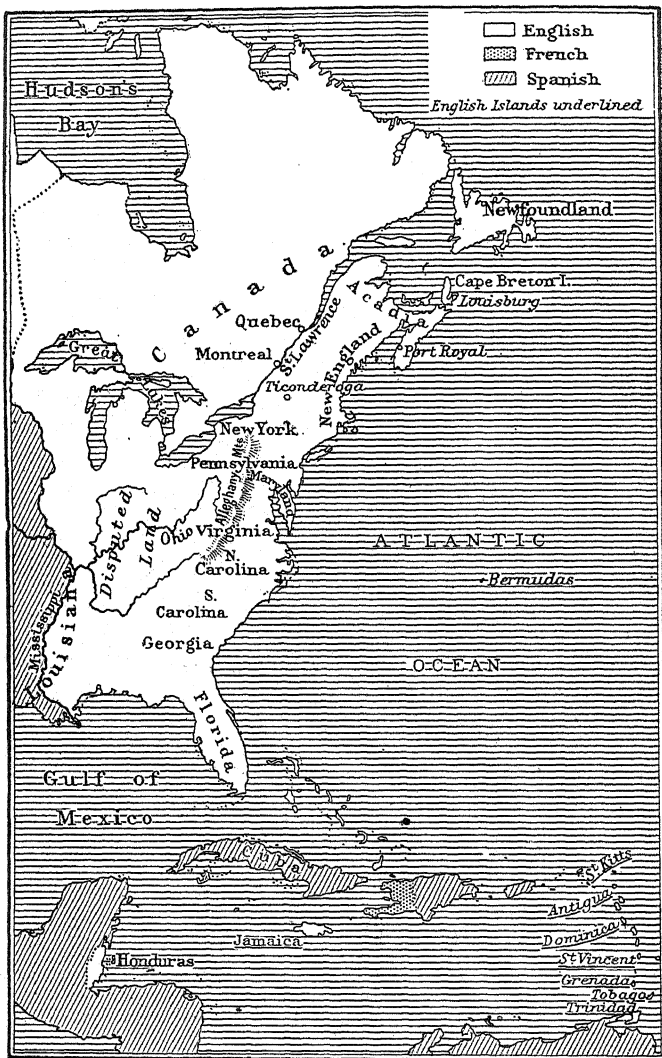 English
French
Spanish
English Islands underlined
Hudson's
Bay
Newfoundland
Canada
Cape Breton I.
Louisburg
Acadia
Quebec
St. Lawrence
Montreal
Port Royal
Great
Lakes
New England
Ticonderoga
New York
Pennsylvania
Alleghany Mts
Maryland
Disputed
Land
Ohio
Virginia
ATLANTIC
N.
Carolina
Bermudas
S.
Carolina
Mississippi
Louisiana
Georgia
OCEAN
Florida
Gulf of
Mexico
Cuba
St Kitts
Antigua
Jamaica
Dominica
Honduras
St Vincent
Grenada
Tobago
Trinidad